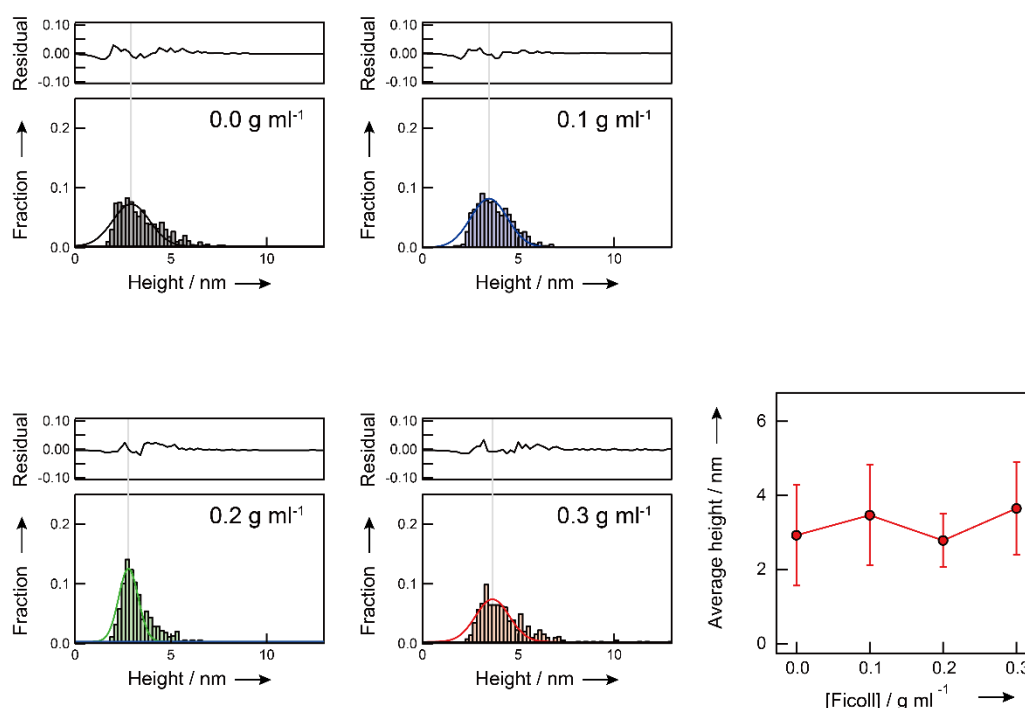 Residual
0.10
0.00
-0.10
Fraction
0.2
0.1
0.0
0.0 g ml⁻¹
0 5 10
Height / nm
Residual
0.10
0.00
-0.10
Fraction
0.2
0.1
0.0
0.1 g ml⁻¹
0 5 10
Height / nm
Residual
0.10
0.00
-0.10
Fraction
0.2
0.1
0.0
0.2 g ml⁻¹
0 5 10
Height / nm
Residual
0.10
0.00
-0.10
Fraction
0.2
0.1
0.0
0.3 g ml⁻¹
0 5 10
Height / nm
Average height / nm
6
4
2
0
0.0 0.1 0.2 0.3
[Ficoll] / g ml⁻¹